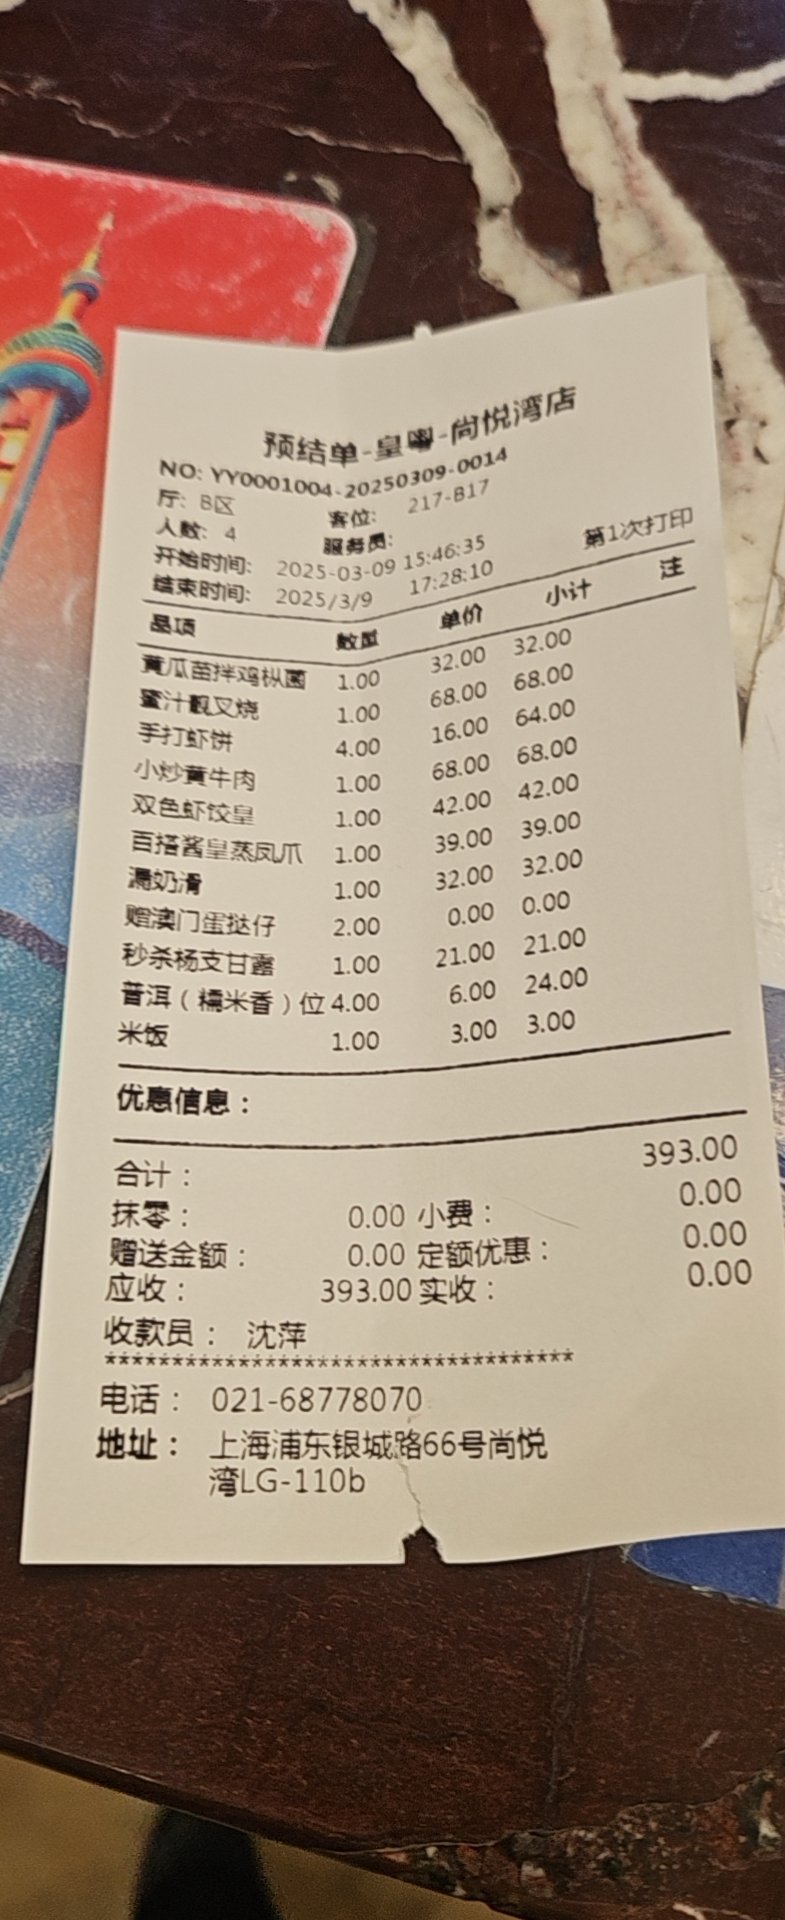 预结单-皇粤-尚悦湾店
NO: YY0001004-20250309-0014
厅: B区 客位: 217-B17
人数: 4 服务员:
开始时间: 2025-03-09 15:46:35 第1次打印
结束时间: 2025/3/9 17:28:10
品项 数量 单价 小计 注
黄瓜苗拌鸡枞菌 1.00 32.00 32.00
蜜汁靓叉烧 1.00 68.00 68.00
手打虾饼 4.00 16.00 64.00
小炒黄牛肉 1.00 68.00 68.00
双色虾饺皇 1.00 42.00 42.00
百搭酱皇蒸凤爪 1.00 39.00 39.00
漏奶滑 1.00 32.00 32.00
赠澳门蛋挞仔 2.00 0.00 0.00
秒杀杨支甘露 1.00 21.00 21.00
普洱（糯米香）位 4.00 6.00 24.00
米饭 1.00 3.00 3.00
优惠信息：
合计： 393.00
抹零： 0.00 小费： 0.00
赠送金额： 0.00 定额优惠： 0.00
应收： 393.00 实收： 0.00
收款员： 沈萍
***********************************
电话： 021-68778070
地址： 上海浦东银城路66号尚悦
湾LG-110b